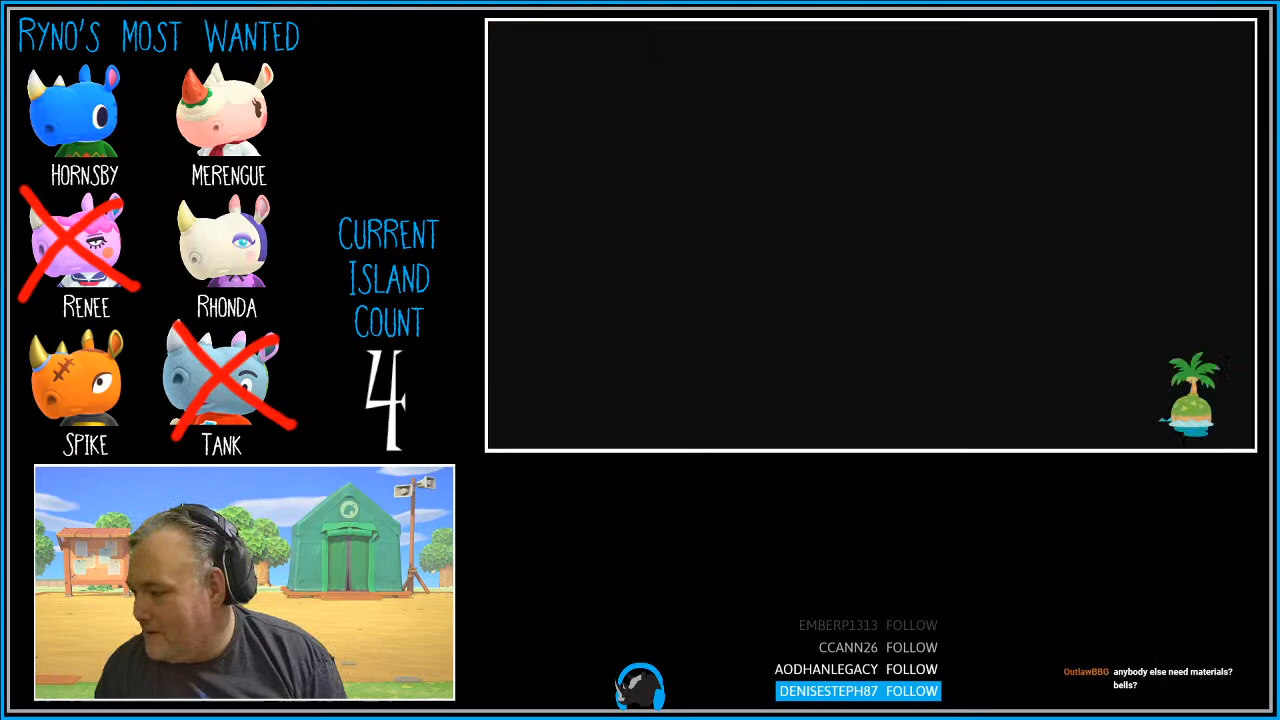 RYNO'S MOST WANTED
HORNSBY
MERENGUE
RENEE
RHONDA
SPIKE
TANK
CURRENT
ISLAND
COUNT
4
EMBERP1313 FOLLOW
CCANN26 FOLLOW
AODHANLEGACY FOLLOW
DENISESTEPH87 FOLLOW
OutlawBBG anybody else need materials?
bells?